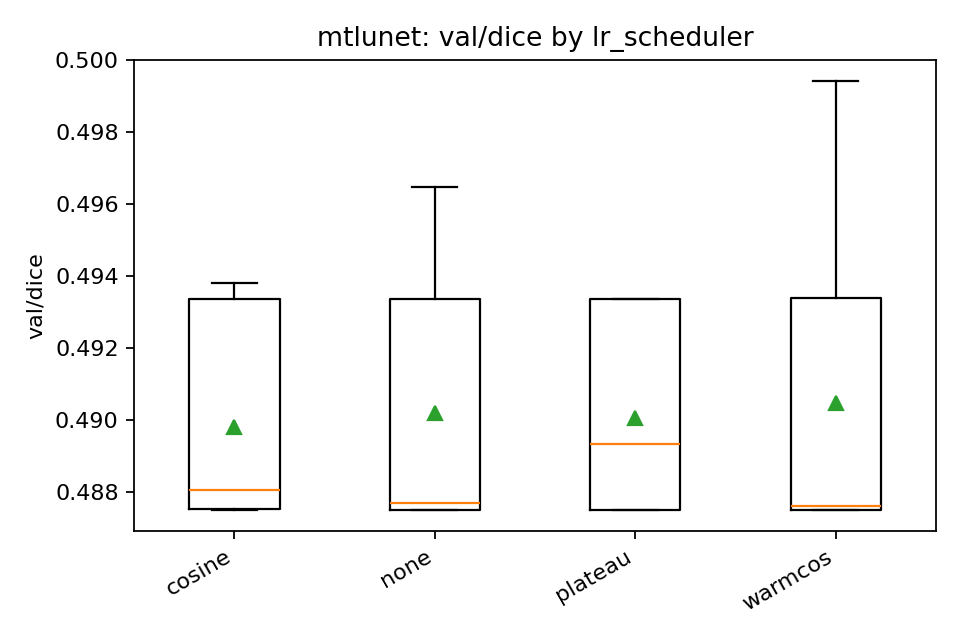 mtlunet: val/dice by lr_scheduler
0.500
0.498
0.496
0.494
0.492
0.490
0.488
val/dice
cosine
none
plateau
warmcos